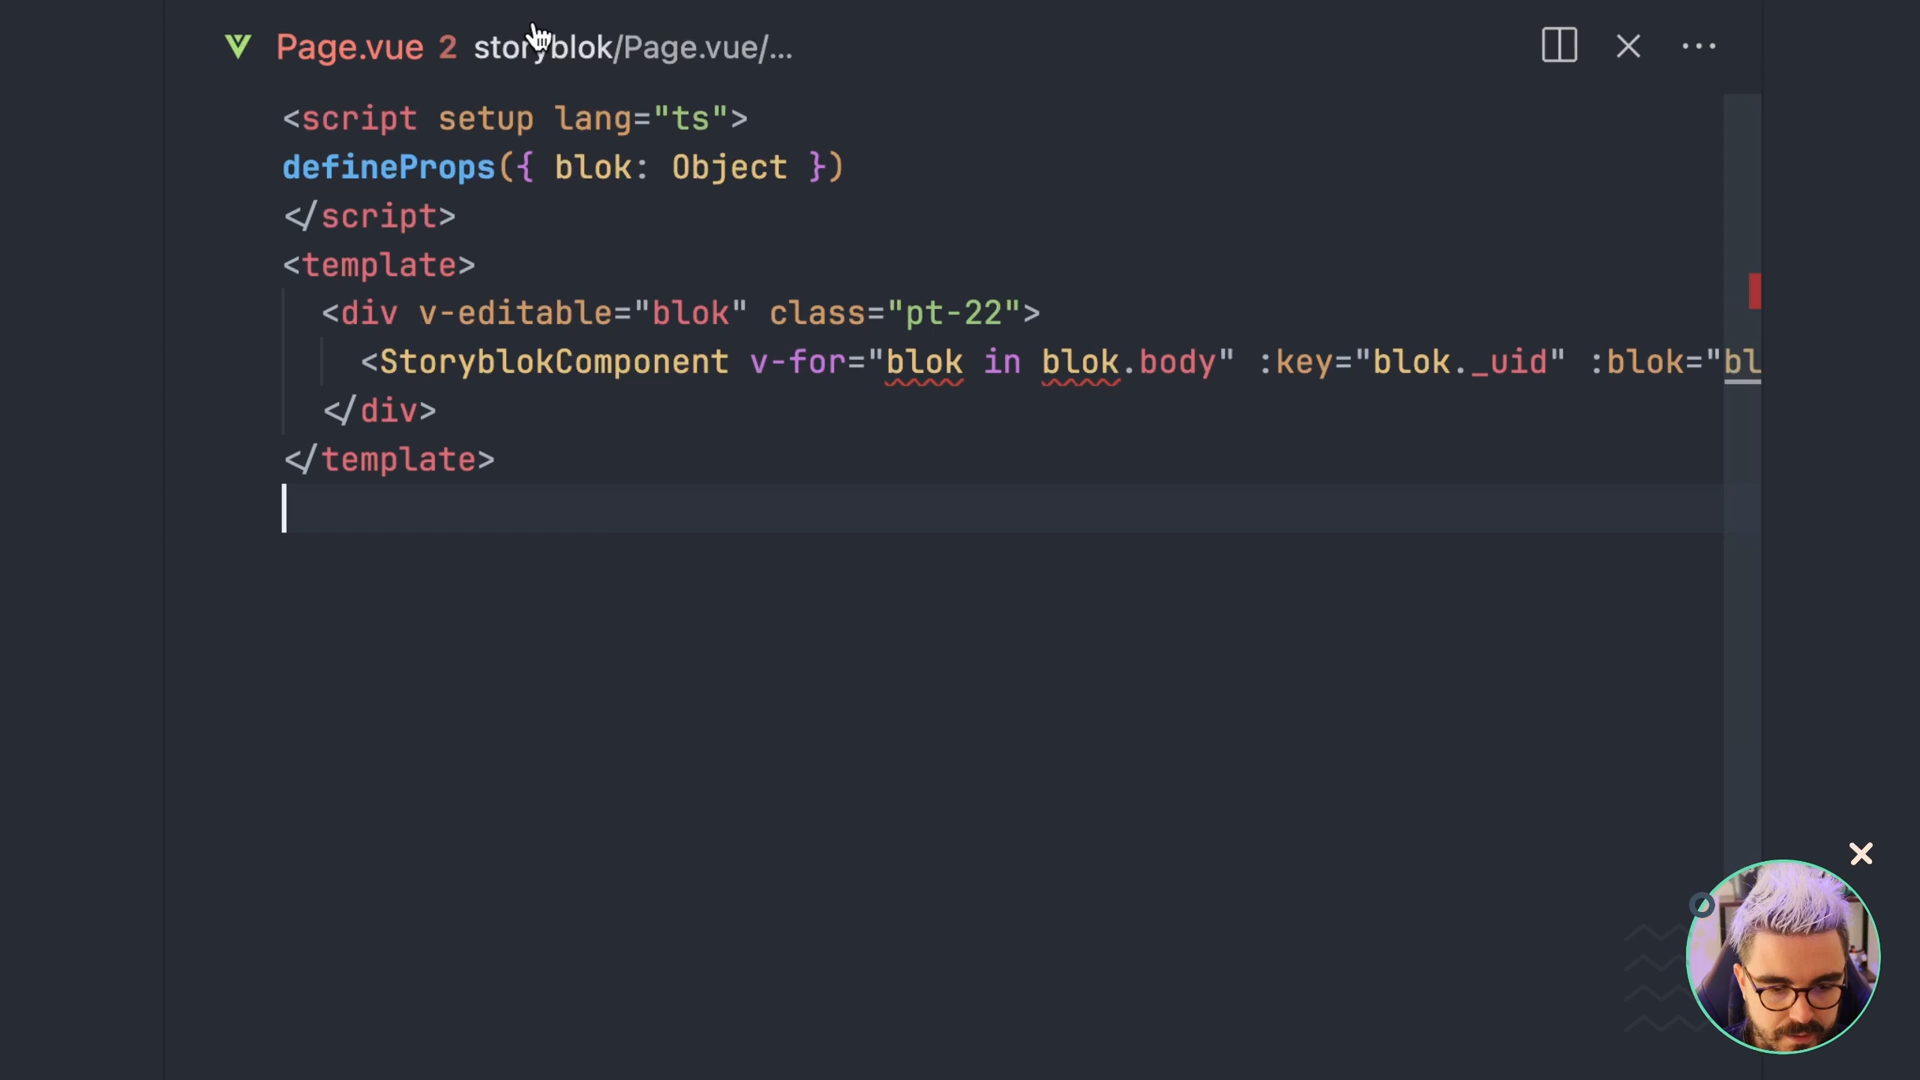 Page.vue 2 storyblok/Page.vue/...
<script setup lang="ts">
defineProps({ blok: Object })
</script>
<template>
<div v-editable="blok" class="pt-22">
<StoryblokComponent v-for="blok in blok.body" :key="blok._uid" :blok="bl
</div>
</template>